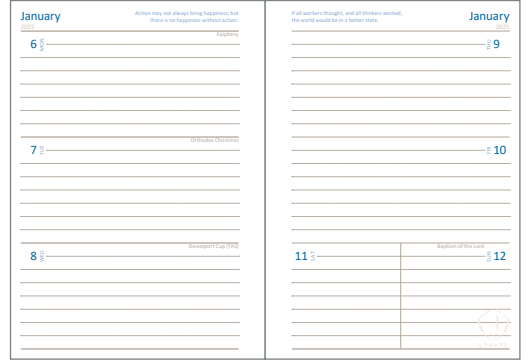 January
2025
Action may not always bring happiness; but
there is no happiness without action.
Epiphany
6 MON
Orthodox Christmas
7 TUE
Devonport Cup [TAS]
8 WED
If all workers thought, and all thinkers worked,
the world would be in a better state.
January
2025
THU 9
FRI 10
11 SAT
Baptism of the Lord
SUN 12